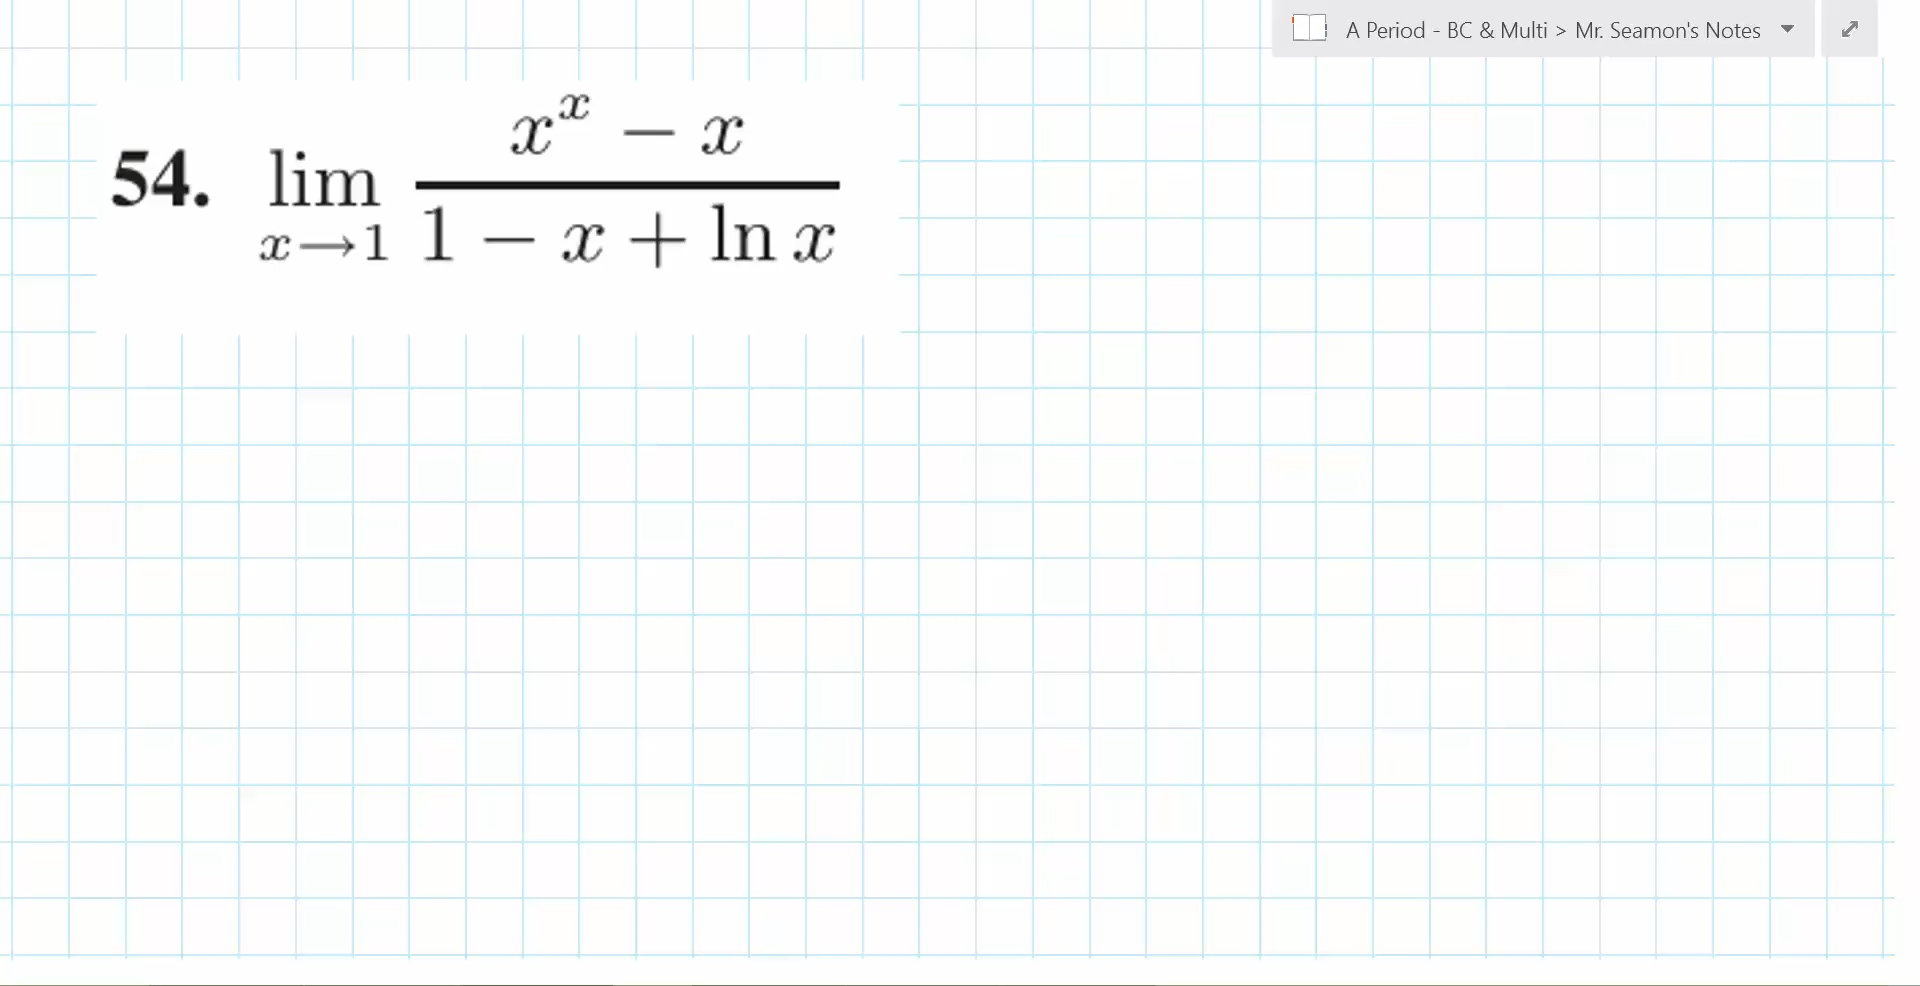 A Period - BC & Multi > Mr. Seamon's Notes
54. lim x→1 (x^x − x)/(1 − x + ln x)